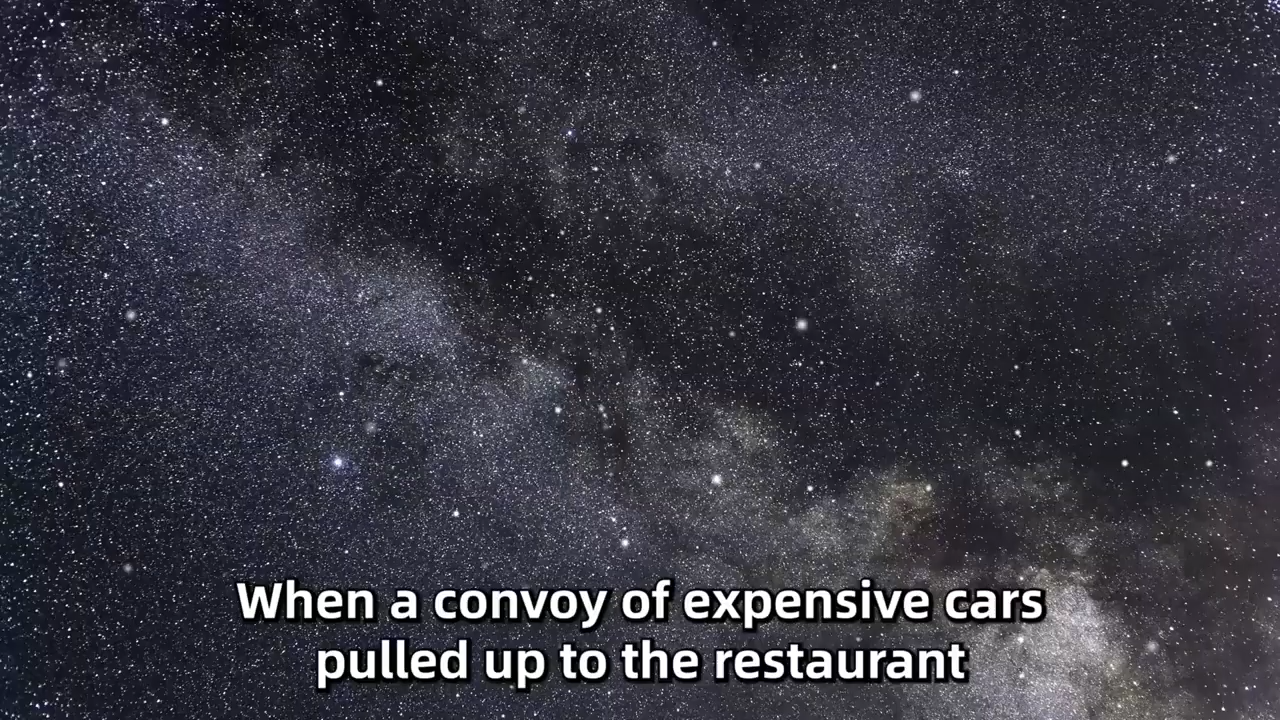 When a convoy of expensive cars
pulled up to the restaurant